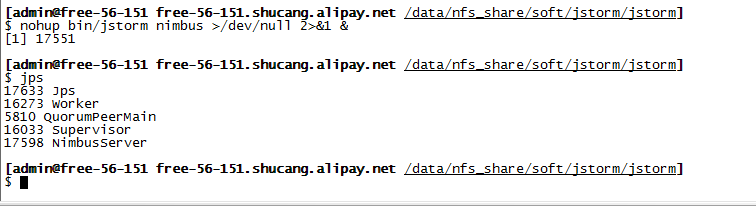 [admin@free-56-151 free-56-151.shucang.alipay.net /data/nfs_share/soft/jstorm/jstorm]
$ nohup bin/jstorm nimbus >/dev/null 2>&1 &
[1] 17551
[admin@free-56-151 free-56-151.shucang.alipay.net /data/nfs_share/soft/jstorm/jstorm]
$ jps
17633 Jps
16273 Worker
5810 QuorumPeerMain
16033 Supervisor
17598 NimbusServer
[admin@free-56-151 free-56-151.shucang.alipay.net /data/nfs_share/soft/jstorm/jstorm]
$